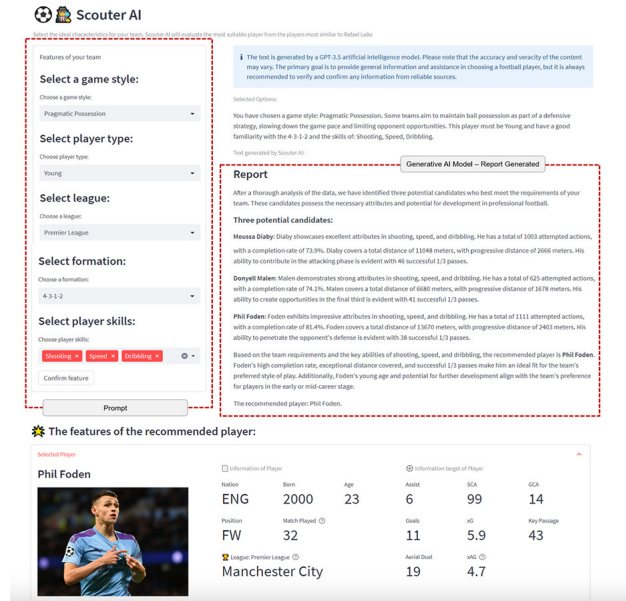 Scouter AI
Select the ideal characteristics for your team. Scouter AI will evaluate the most suitable player from the players most similar to Rafael Leão
Features of your team
Select a game style:
Choose a game style:
Pragmatic Possession
Select player type:
Choose player type:
Young
Select league:
Choose a league:
Premier League
Select formation:
Choose a formation:
4-3-1-2
Select player skills:
Choose player skills:
Shooting × Speed × Dribbling ×
Confirm feature
Prompt
The text is generated by a GPT-3.5 artificial intelligence model. Please note that the accuracy and veracity of the content
may vary. The primary goal is to provide general information and assistance in choosing a football player, but it is always
recommended to verify and confirm any information from reliable sources.
Selected Options:
You have chosen a game style: Pragmatic Possession. Some teams aim to maintain ball possession as part of a defensive
strategy, slowing down the game pace and limiting opponent opportunities. This player must be Young and have a good
familiarity with the 4-3-1-2 and the skills of: Shooting, Speed, Dribbling.
Text generated by Scouter AI:
Generative AI Model – Report Generated
Report
After a thorough analysis of the data, we have identified three potential candidates who best meet the requirements of your
team. These candidates possess the necessary attributes and potential for development in professional football.
Three potential candidates:
Moussa Diaby: Diaby showcases excellent attributes in shooting, speed, and dribbling. He has a total of 1003 attempted actions,
with a completion rate of 73.9%. Diaby covers a total distance of 11048 meters, with progressive distance of 2666 meters. His
ability to contribute in the attacking phase is evident with 46 successful 1/3 passes.
Donyell Malen: Malen demonstrates strong attributes in shooting, speed, and dribbling. He has a total of 625 attempted actions,
with a completion rate of 74.1%. Malen covers a total distance of 6680 meters, with progressive distance of 1678 meters. His
ability to create opportunities in the final third is evident with 41 successful 1/3 passes.
Phil Foden: Foden exhibits impressive attributes in shooting, speed, and dribbling. He has a total of 1111 attempted actions,
with a completion rate of 81.4%. Foden covers a total distance of 13670 meters, with progressive distance of 2403 meters. His
ability to penetrate the opponent's defense is evident with 38 successful 1/3 passes.
Based on the team requirements and the key abilities of shooting, speed, and dribbling, the recommended player is Phil Foden.
Foden's high completion rate, exceptional distance covered, and successful 1/3 passes make him an ideal fit for the team's
preferred style of play. Additionally, Foden's young age and potential for further development align with the team's preference
for players in the early or mid-career stage.
The recommended player: Phil Foden.
The features of the recommended player:
Selected Player
Phil Foden
Information of Player
Nation Born Age
ENG 2000 23
Position Match Played
FW 32
League: Premier League
Manchester City
Information target of Player
Assist SCA GCA
6 99 14
Goals xG Key Passage
11 5.9 43
Aerial Duel xAG
19 4.7